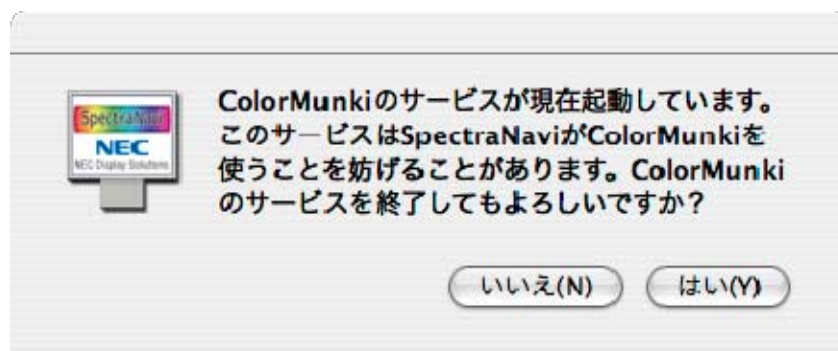 SpectraNavi
NEC
NEC Display Solutions
ColorMunkiのサービスが現在起動しています。
このサービスはSpectraNaviがColorMunkiを
使うことを妨げることがあります。ColorMunki
のサービスを終了してもよろしいですか？
いいえ(N)
はい(Y)